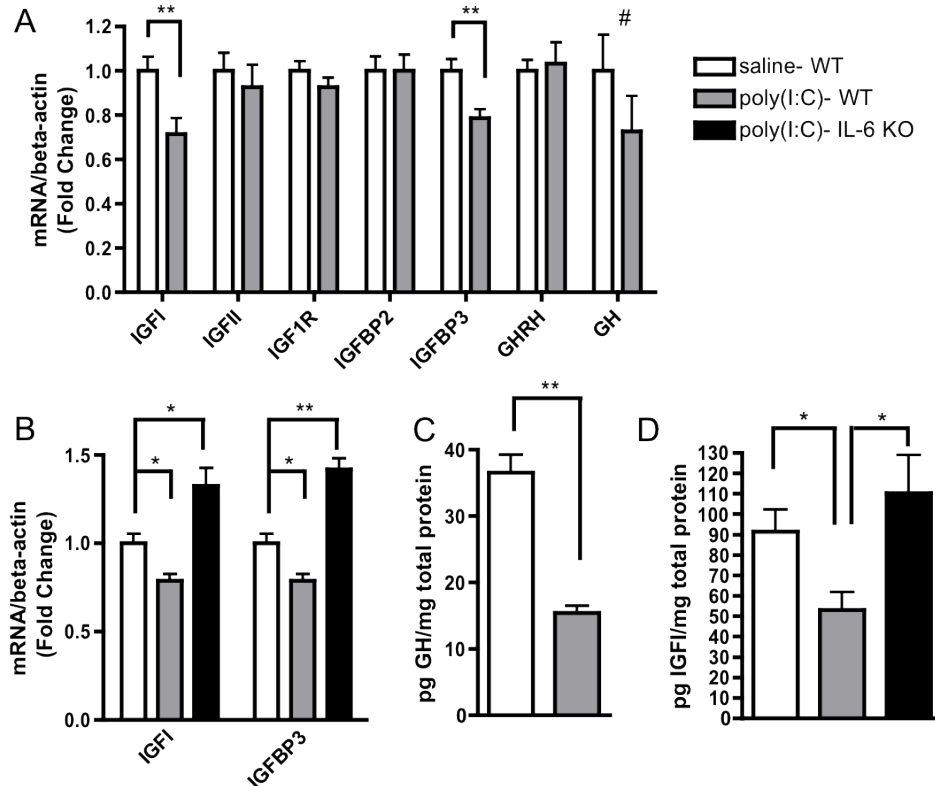 A
**
**
#
mRNA/beta-actin
(Fold Change)
1.2
1.0
0.8
0.6
0.4
0.2
0.0
IGFI
IGFII
IGF1R
IGFBP2
IGFBP3
GHRH
GH
saline- WT
poly(I:C)- WT
poly(I:C)- IL-6 KO
B
*
**
*
*
mRNA/beta-actin
(Fold Change)
1.5
1.0
0.5
0.0
IGFI
IGFBP3
C
**
pg GH/mg total protein
40
30
20
10
0
D
*
*
pg IGFI/mg total protein
130
120
110
100
90
80
70
60
50
40
30
20
10
0